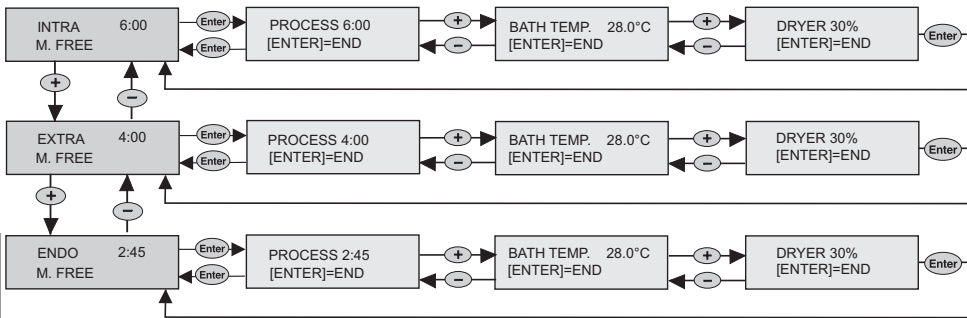 INTRA 6:00
M. FREE
Enter
Enter
PROCESS 6:00
[ENTER]=END
+
−
BATH TEMP. 28.0°C
[ENTER]=END
+
−
DRYER 30%
[ENTER]=END
Enter
+
−
EXTRA 4:00
M. FREE
Enter
Enter
PROCESS 4:00
[ENTER]=END
+
−
BATH TEMP. 28.0°C
[ENTER]=END
+
−
DRYER 30%
[ENTER]=END
Enter
+
−
ENDO 2:45
M. FREE
Enter
Enter
PROCESS 2:45
[ENTER]=END
+
−
BATH TEMP. 28.0°C
[ENTER]=END
+
−
DRYER 30%
[ENTER]=END
Enter